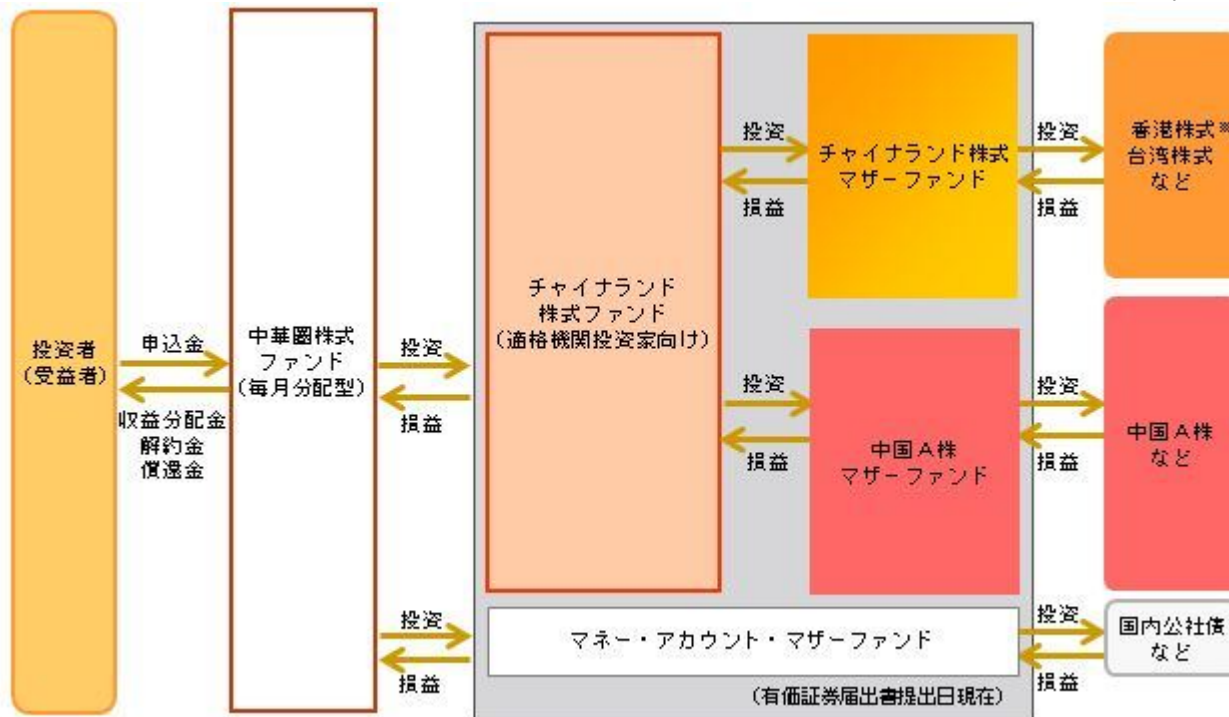 投資者
(受益者)
申込金
収益分配金
解約金
償還金
中華圏株式
ファンド
(毎月分配型)
投資
損益
投資
損益
チャイナランド
株式ファンド
(適格機関投資家向け)
投資
損益
チャイナランド株式
マザーファンド
投資
損益
香港株式※
台湾株式
など
投資
損益
中国A株
マザーファンド
投資
損益
中国A株
など
マネー・アカウント・マザーファンド
投資
損益
国内公社債
など
(有価証券届出書提出日現在)